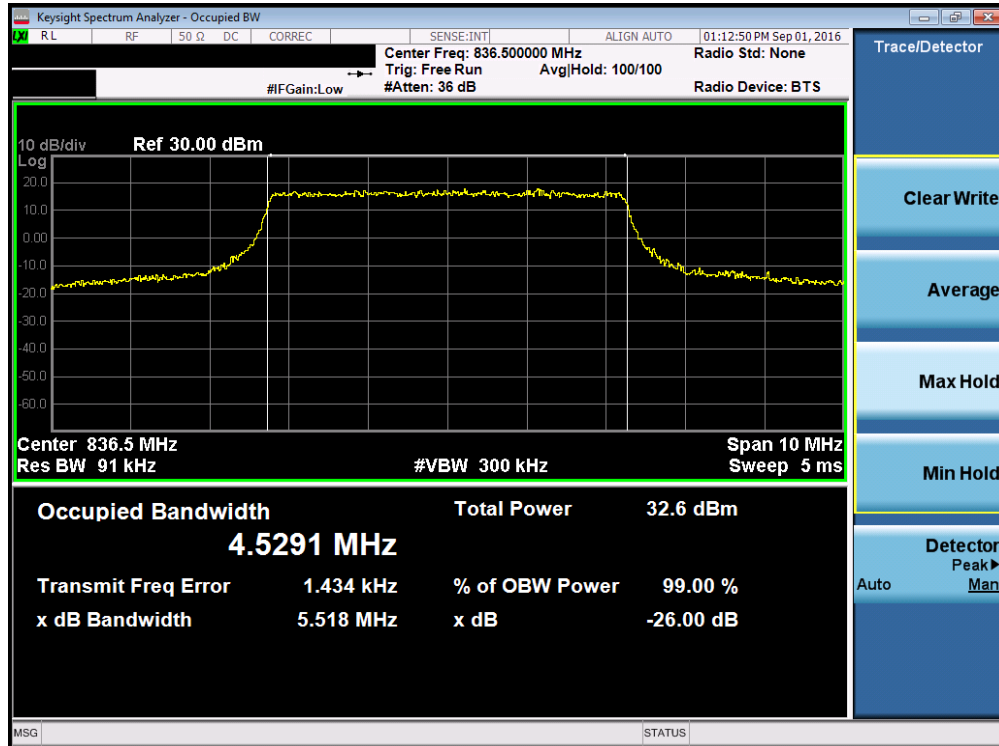 Keysight Spectrum Analyzer - Occupied BW
LXI RL RF 50 Ω DC CORREC SENSE:INT ALIGN AUTO 01:12:50 PM Sep 01, 2016
Center Freq: 836.500000 MHz Radio Std: None
Trig: Free Run Avg|Hold: 100/100
#IFGain:Low #Atten: 36 dB Radio Device: BTS
Trace/Detector
10 dB/div Ref 30.00 dBm
Log
20.0
10.0
0.00
-10.0
-20.0
-30.0
-40.0
-50.0
-60.0
Center 836.5 MHz Span 10 MHz
Res BW 91 kHz #VBW 300 kHz Sweep 5 ms
Occupied Bandwidth Total Power 32.6 dBm
4.5291 MHz
Transmit Freq Error 1.434 kHz % of OBW Power 99.00 %
x dB Bandwidth 5.518 MHz x dB -26.00 dB
Clear Write
Average
Max Hold
Min Hold
Detector
Peak▶
Auto Man
MSG STATUS